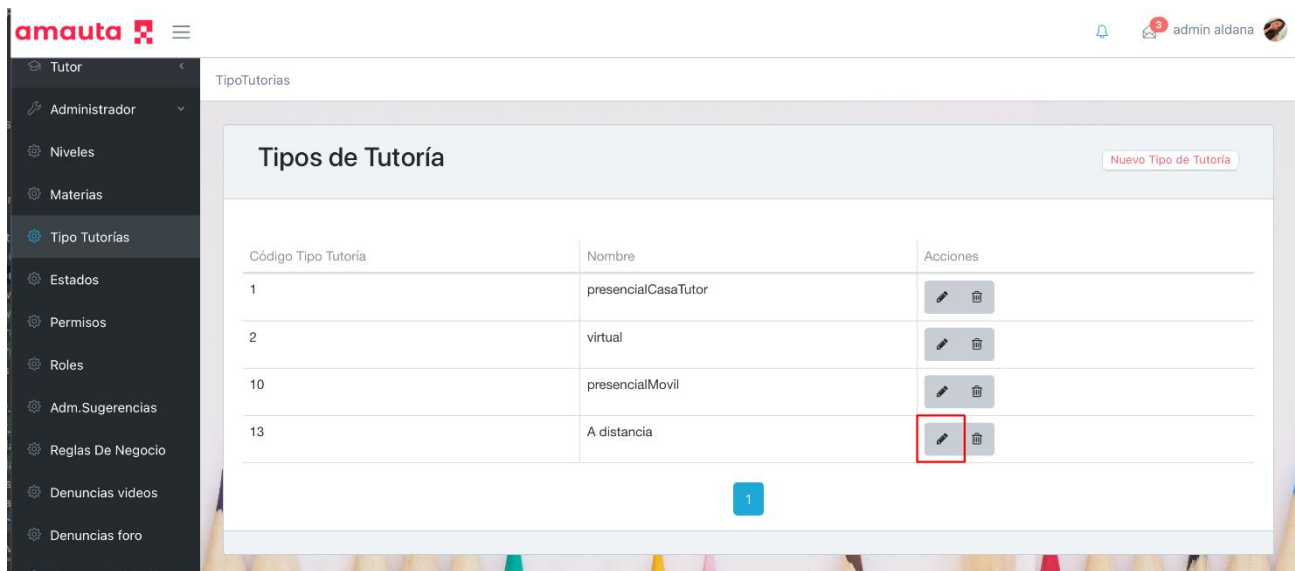 amauta
3
admin aldana
Tutor
Administrador
Niveles
Materias
Tipo Tutorías
Estados
Permisos
Roles
Adm.Sugerencias
Reglas De Negocio
Denuncias videos
Denuncias foro
TipoTutorias
Tipos de Tutoría
Nuevo Tipo de Tutoría
Código Tipo Tutoría Nombre Acciones
1 presencialCasaTutor
2 virtual
10 presencialMovil
13 A distancia
1